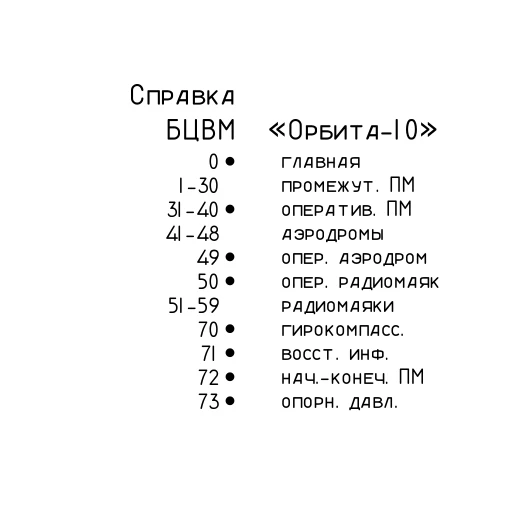 Справка
БЦВМ «Орбита-10»
0 • главная
1-30 промежут. ПМ
31-40 • оператив. ПМ
41-48 аэродромы
49 • опер. аэродром
50 • опер. радиомаяк
51-59 радиомаяки
70 • гирокомпасс.
71 • восст. инф.
72 • нач.-конеч. ПМ
73 • опорн. давл.